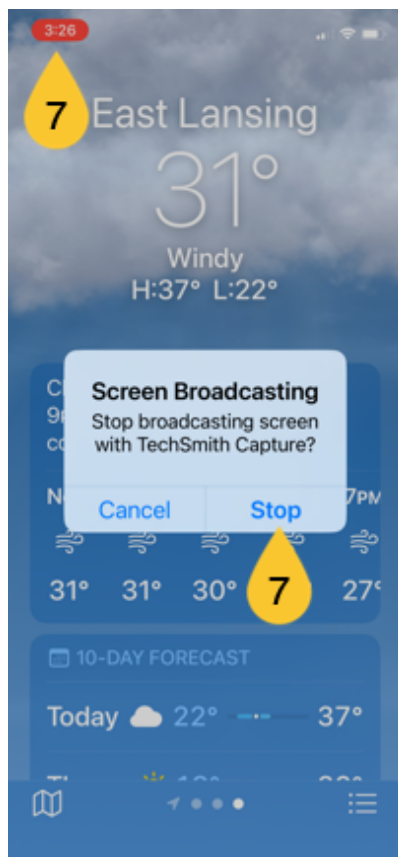 3:26
7
East Lansing
31°
Windy
H:37° L:22°
Screen Broadcasting
Stop broadcasting screen
with TechSmith Capture?
Cancel Stop
7PM
31° 31° 30° 27°
7
10-DAY FORECAST
Today 22° 37°